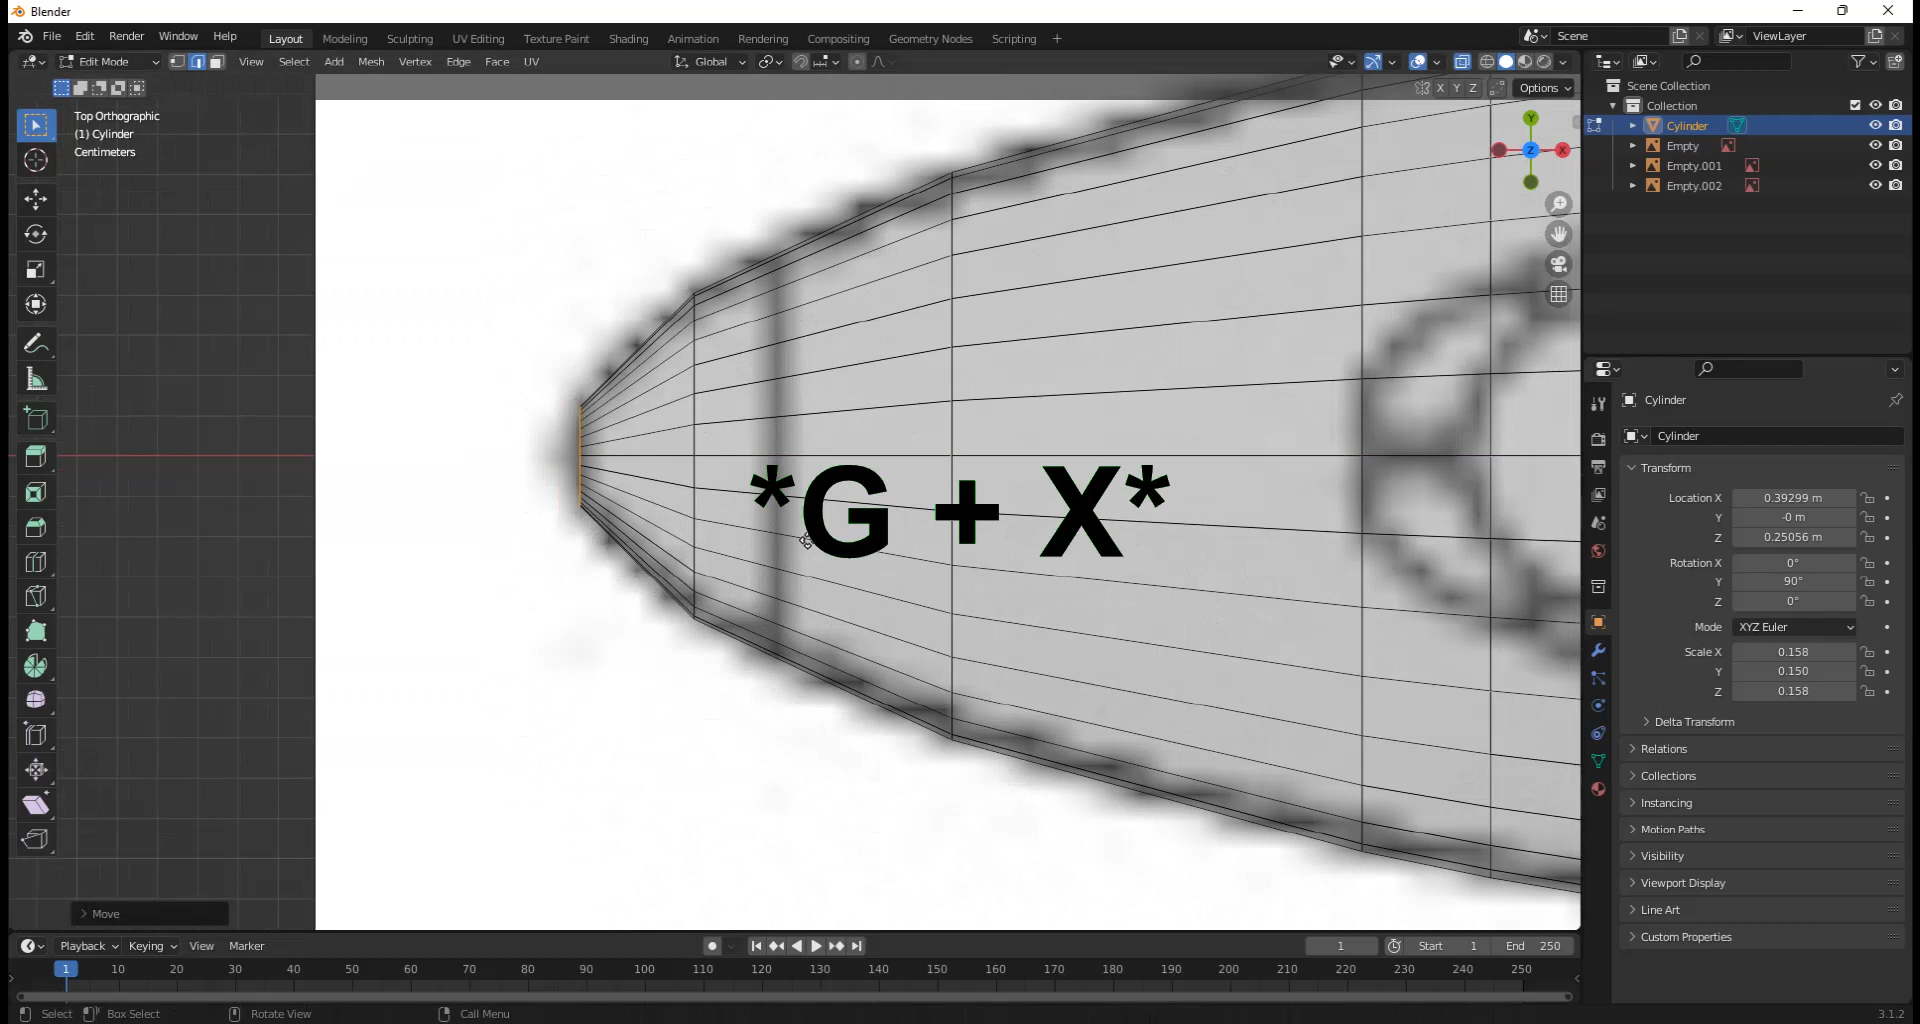 Blender
File Edit Render Window Help
Layout Modeling Sculpting UV Editing Texture Paint Shading Animation Rendering Compositing Geometry Nodes Scripting +
Scene
ViewLayer
Edit Mode
View Select Add Mesh Vertex Edge Face UV
Global
X Y Z
Options
Top Orthographic
(1) Cylinder
Centimeters
Y
Z
X
*G + X*
Move
Scene Collection
Collection
Cylinder
Empty
Empty.001
Empty.002
Cylinder
Cylinder
Transform
Location X 0.39299 m
Y -0 m
Z 0.25056 m
Rotation X 0°
Y 90°
Z 0°
Mode XYZ Euler
Scale X 0.158
Y 0.150
Z 0.158
Delta Transform
Relations
Collections
Instancing
Motion Paths
Visibility
Viewport Display
Line Art
Custom Properties
Playback Keying View Marker
1 Start 1 End 250
1 10 20 30 40 50 60 70 80 90 100 110 120 130 140 150 160 170 180 190 200 210 220 230 240 250
Select Box Select Rotate View Call Menu
3.1.2